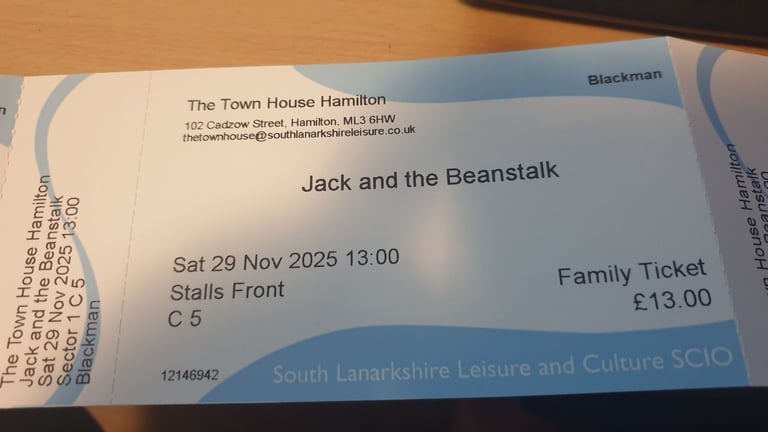 The Town House Hamilton
Jack and the Beanstalk
Sat 29 Nov 2025 13:00
Sector 1 C 5
Blackman
Blackman
The Town House Hamilton
102 Cadzow Street, Hamilton, ML3 6HW
thetownhouse@southlanarkshireleisure.co.uk
Jack and the Beanstalk
Sat 29 Nov 2025 13:00
Stalls Front
C 5
Family Ticket
£13.00
12146942
South Lanarkshire Leisure and Culture SCIO
House Hamilton